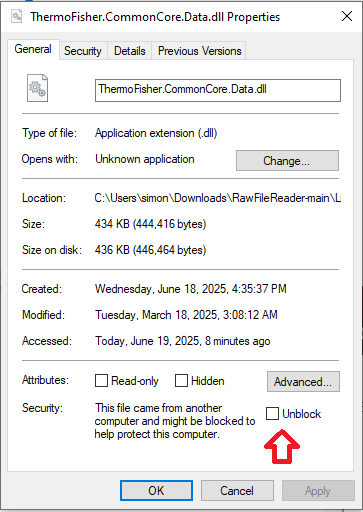 ThermoFisher.CommonCore.Data.dll Properties
General Security Details Previous Versions
ThermoFisher.CommonCore.Data.dll
Type of file: Application extension (.dll)
Opens with: Unknown application Change...
Location: C:\Users\simon\Downloads\RawFileReader-main\Li
Size: 434 KB (444,416 bytes)
Size on disk: 436 KB (446,464 bytes)
Created: Wednesday, June 18, 2025, 4:35:37 PM
Modified: Tuesday, March 18, 2025, 3:08:12 AM
Accessed: Today, June 19, 2025, 8 minutes ago
Attributes: Read-only Hidden Advanced...
Security: This file came from another Unblock
computer and might be blocked to
help protect this computer.
OK Cancel Apply